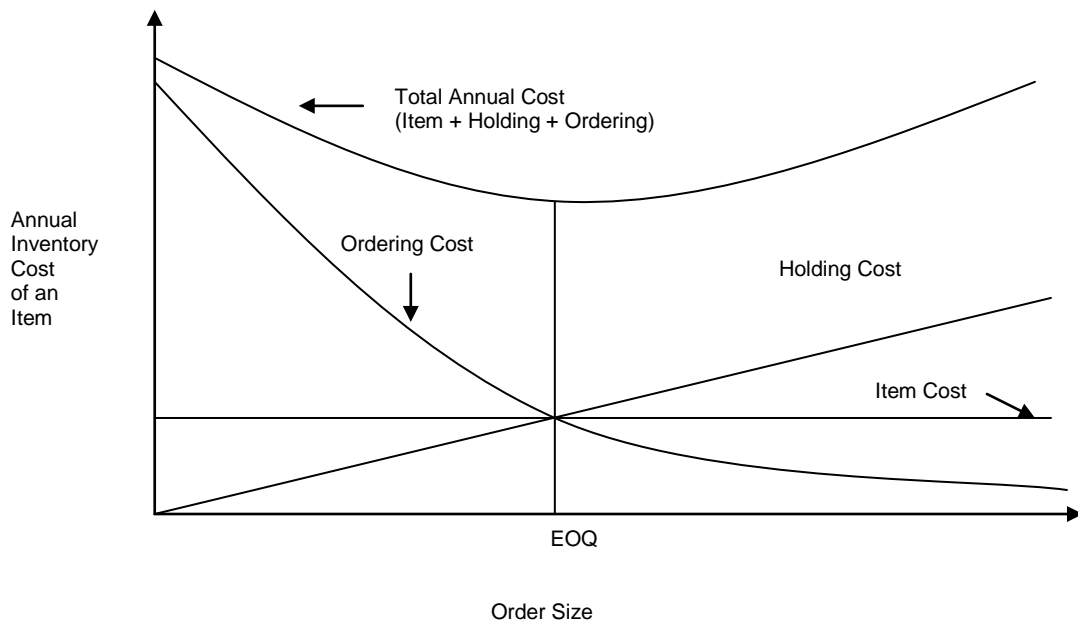 Total Annual Cost
(Item + Holding + Ordering)
Annual
Inventory
Cost
of an
Item
Ordering Cost
Holding Cost
Item Cost
EOQ
Order Size